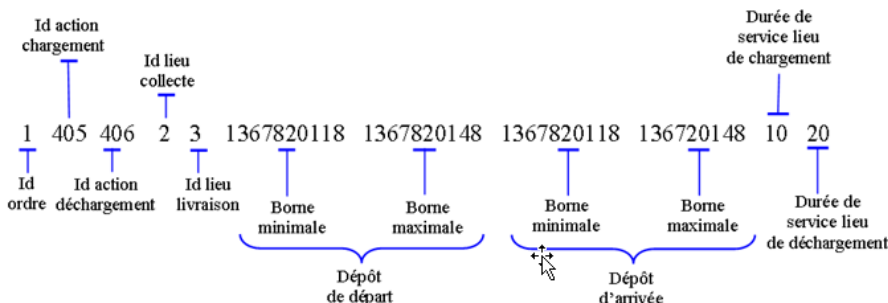 Id action
chargement
Id lieu
collecte
Durée de
service lieu
de chargement
1 405 406 2 3 1367820118 1367820148 1367820118 136720148 10 20
Id
ordre
Id action
déchargement
Id lieu
livraison
Borne
minimale
Borne
maximale
Borne
minimale
Borne
maximale
Durée de
service lieu
de déchargement
Dépôt
de départ
Dépôt
d'arrivée